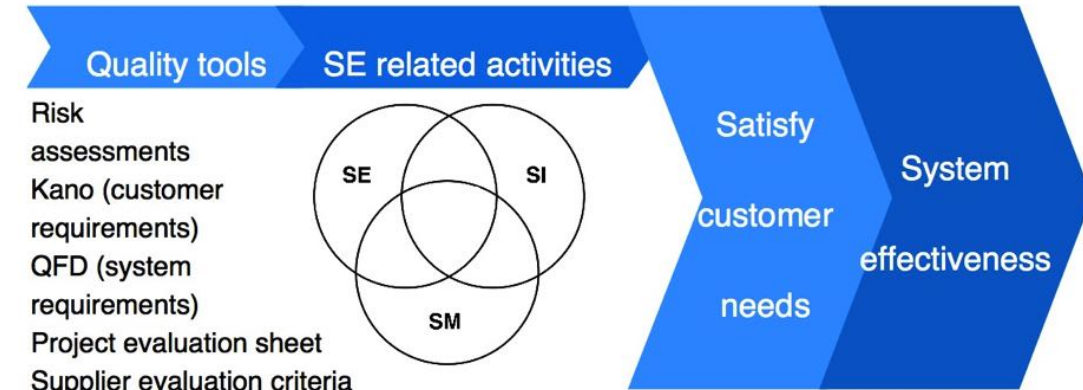 Quality tools
SE related activities
Risk
assessments
Kano (customer
requirements)
QFD (system
requirements)
Project evaluation sheet
Supplier evaluation criteria
SE
SI
SM
Satisfy
customer
needs
System
effectiveness